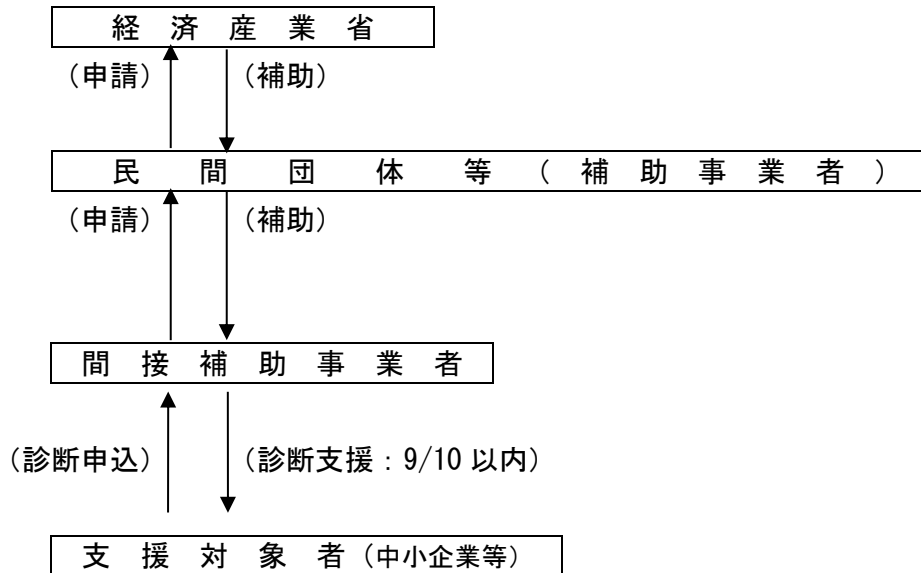 経済産業省
（申請） （補助）
民間団体等（補助事業者）
（申請） （補助）
間接補助事業者
（診断申込） （診断支援：9/10 以内）
支援対象者（中小企業等）